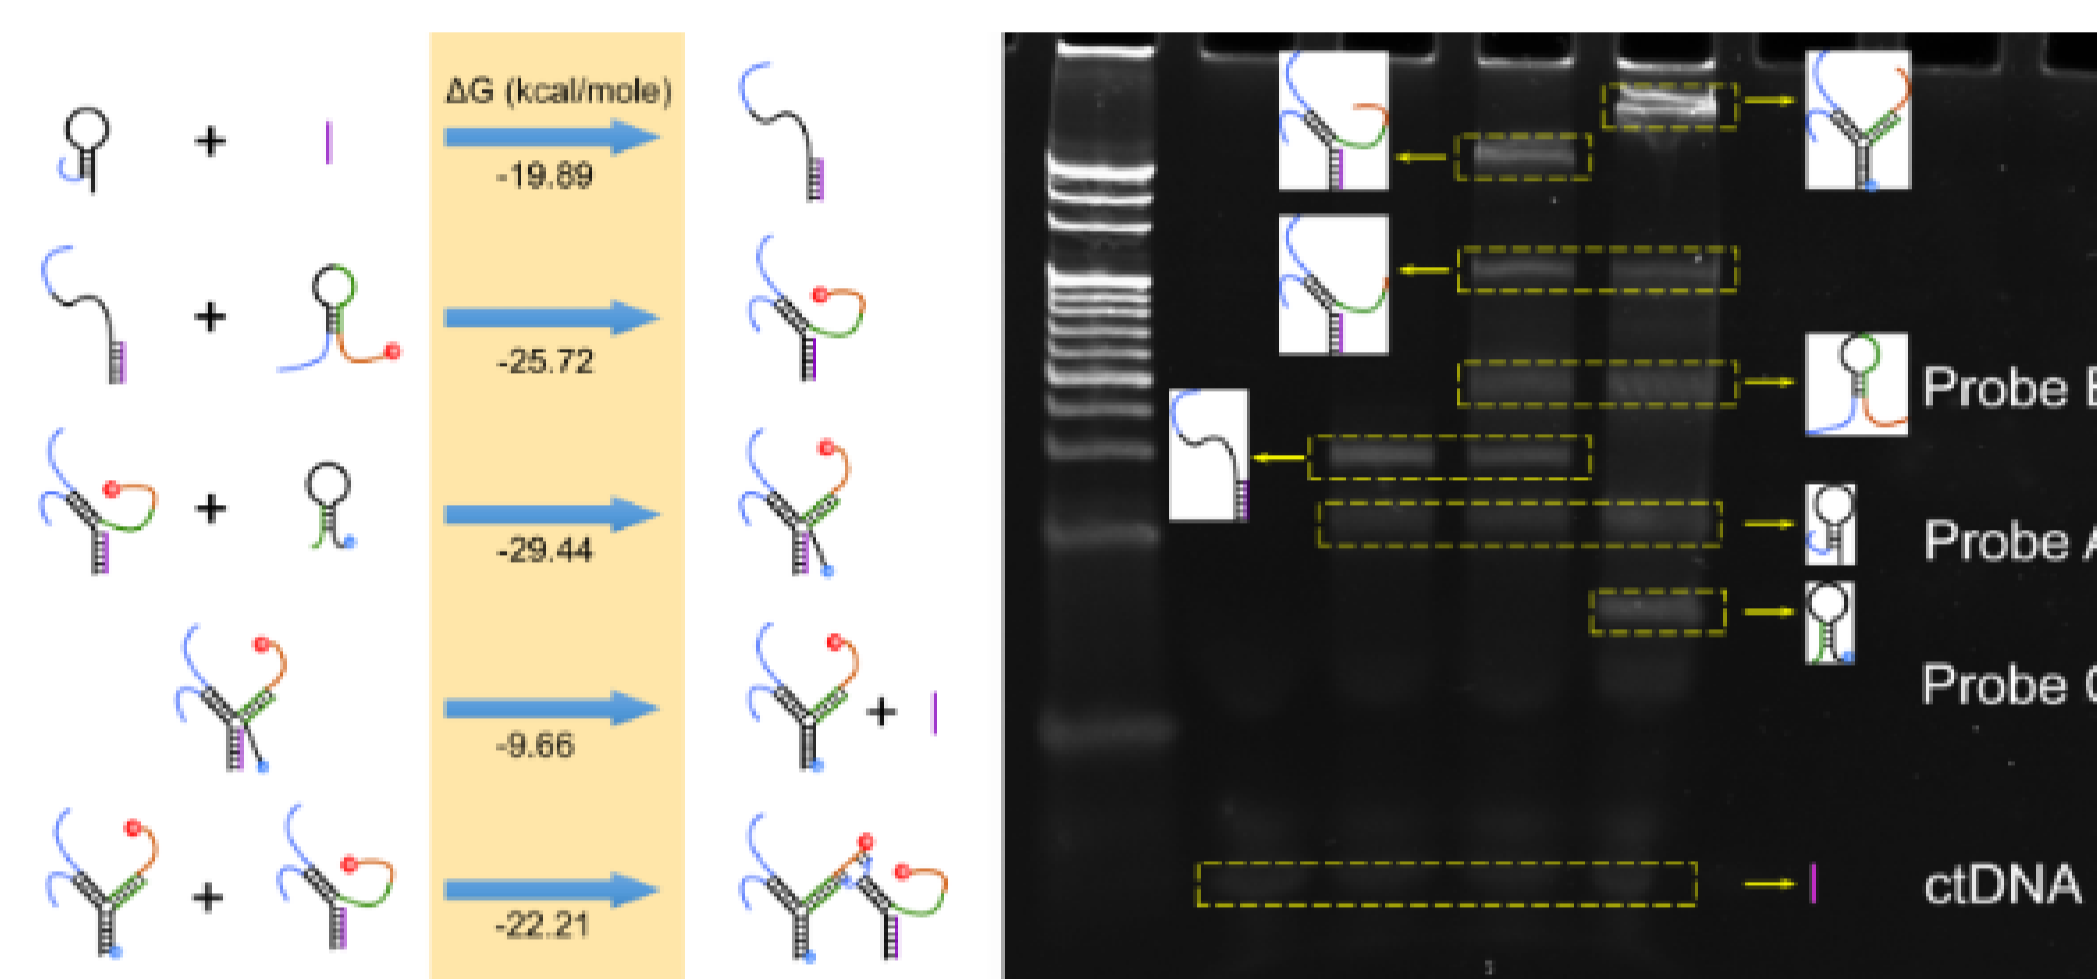 ΔG (kcal/mole)
+
-19.89
+
-25.72
+
-29.44
-9.66
+
+
-22.21
Probe
Probe
Probe
ctDNA